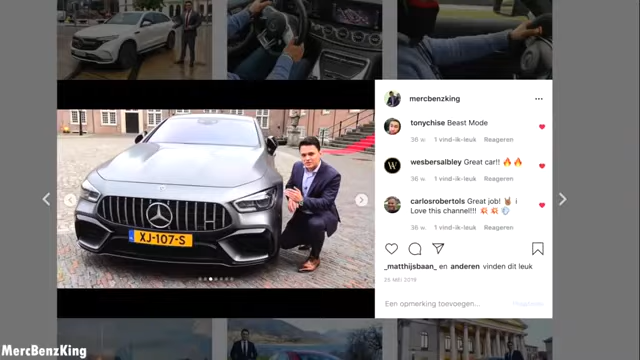 mercbenzking
tonychise Beast Mode
36 w 1 vind-ik-leuk Reageren
wesbersalbley Great car!! 🔥🔥
36 w. 1 vind-ik-leuk Reageren
carlosrobertols Great job! 🤘 i
Love this channel!!! 💥 💥 💨
36 w. 1 vind-ik-leuk Reageren
XJ-107-S
_matthijsbaan_ en anderen vinden dit leuk
25 MEI 2019
Een opmerking toevoegen...
MercBenzKing